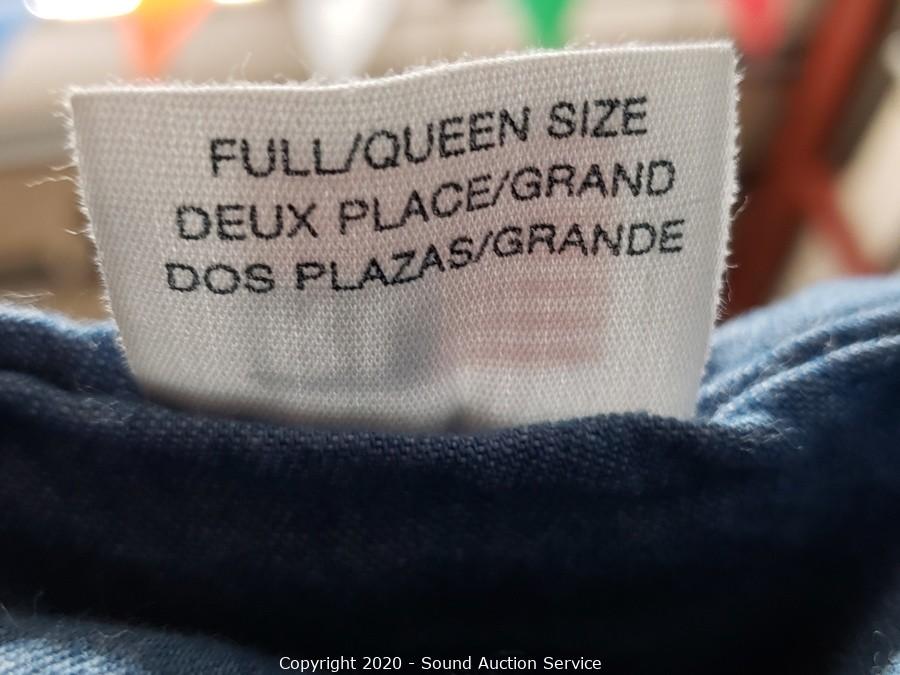 FULL/QUEEN SIZE
DEUX PLACE/GRAND
DOS PLAZAS/GRANDE
Copyright 2020 - Sound Auction Service